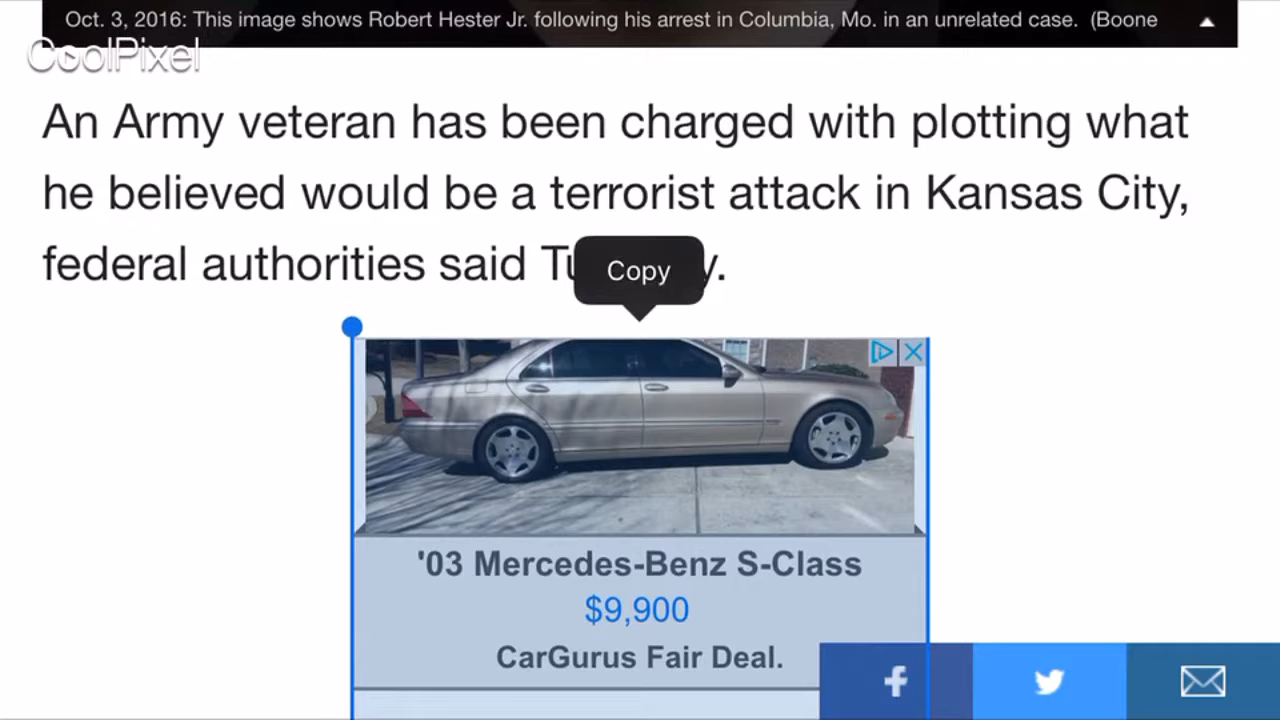 Oct. 3, 2016: This image shows Robert Hester Jr. following his arrest in Columbia, Mo. in an unrelated case. (Boone
CoolPixel
An Army veteran has been charged with plotting what
he believed would be a terrorist attack in Kansas City,
federal authorities said
Copy
'03 Mercedes-Benz S-Class
$9,900
CarGurus Fair Deal.